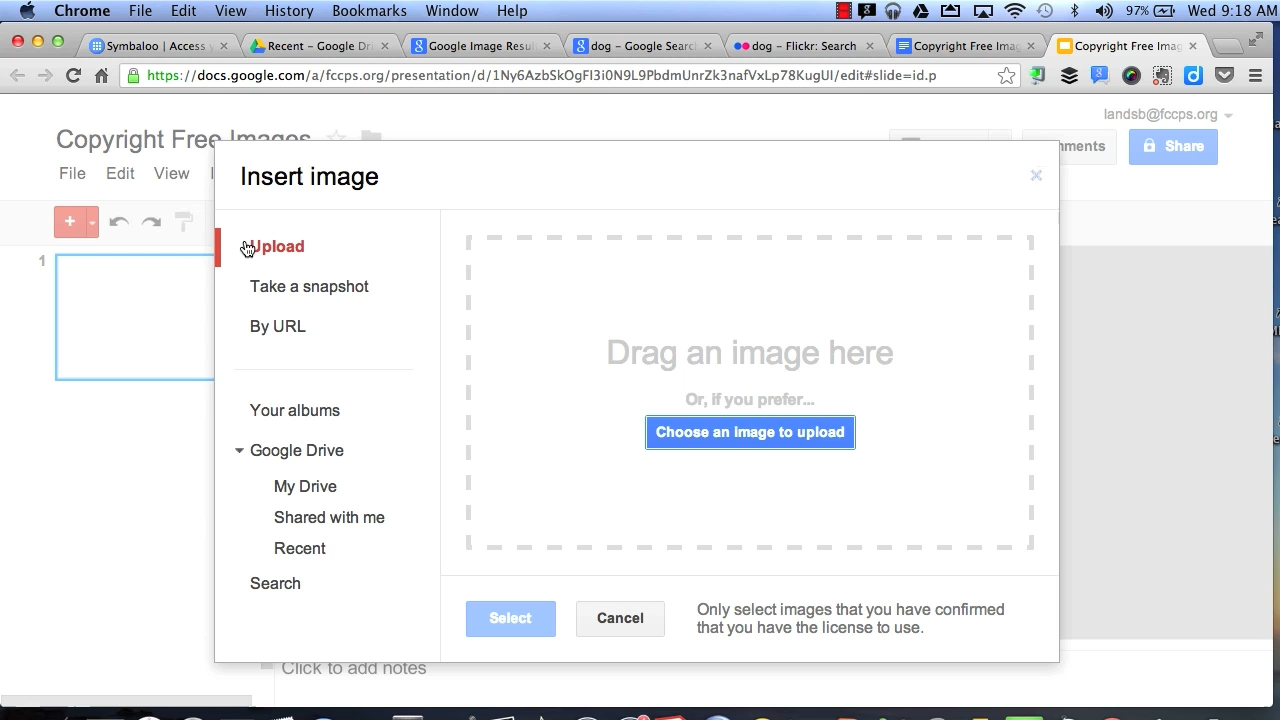 Chrome File Edit View History Bookmarks Window Help 97% Wed 9:18 AM
Symbaloo | Access Recent - Google Google Image Resul dog - Google Sear dog - Flickr: Search Copyright Free Imag Copyright Free Imag
https://docs.google.com/a/fccps.org/presentation/d/1Ny6AzbSkOgFl3i0N9L9PbdmUnrZk3nafVxLp78KugUI/edit#slide=id.p
landsb@fccps.org
Copyright Free Images
mments Share
File Edit View
Insert image
Upload
Take a snapshot
By URL
Your albums
Google Drive
My Drive
Shared with me
Recent
Search
Drag an image here
Or, if you prefer...
Choose an image to upload
1
Select Cancel
Only select images that you have confirmed
that you have the license to use.
Click to add notes